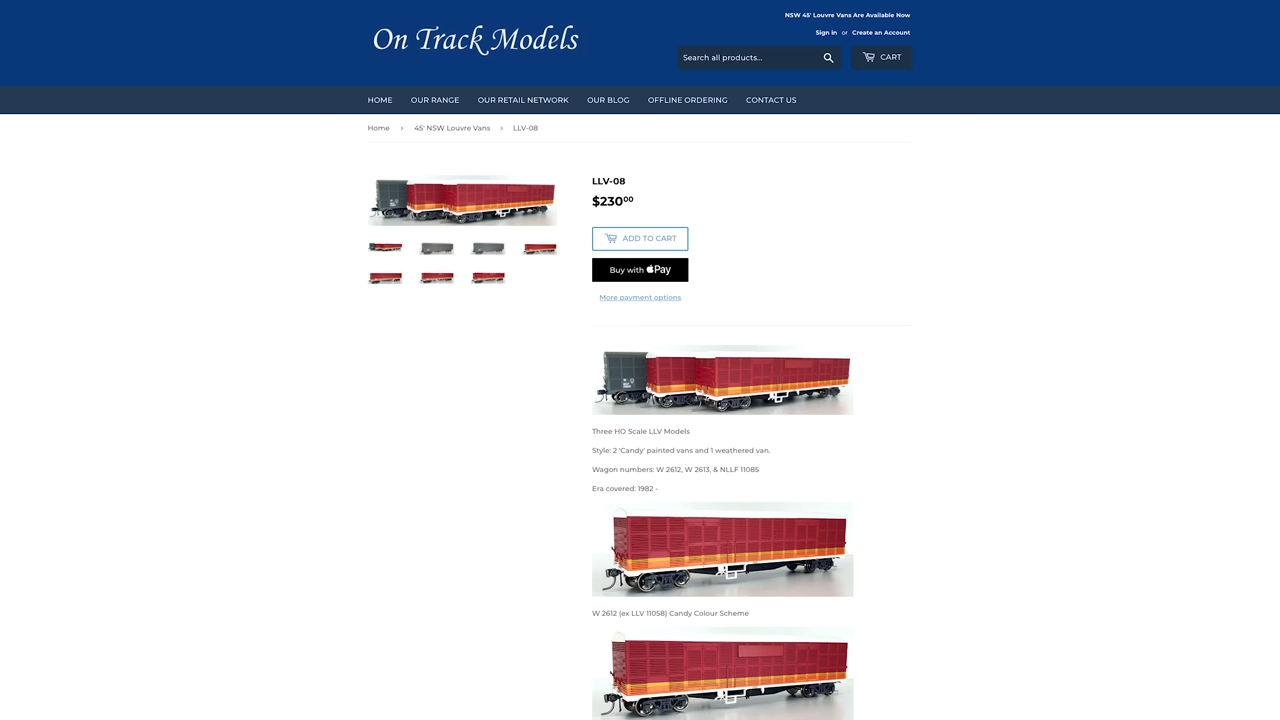 NSW 45' Louvre Vans Are Available Now
On Track Models
Sign in or Create an Account
Search all products...
CART
HOME OUR RANGE OUR RETAIL NETWORK OUR BLOG OFFLINE ORDERING CONTACT US
Home › 45' NSW Louvre Vans › LLV-08
LLV-08
$23000
ADD TO CART
Buy with Pay
More payment options
Three HO Scale LLV Models
Style: 2 'Candy' painted vans and 1 weathered van.
Wagon numbers: W 2612, W 2613, & NLLF 11085
Era covered: 1982 -
W 2612 (ex LLV 11058) Candy Colour Scheme